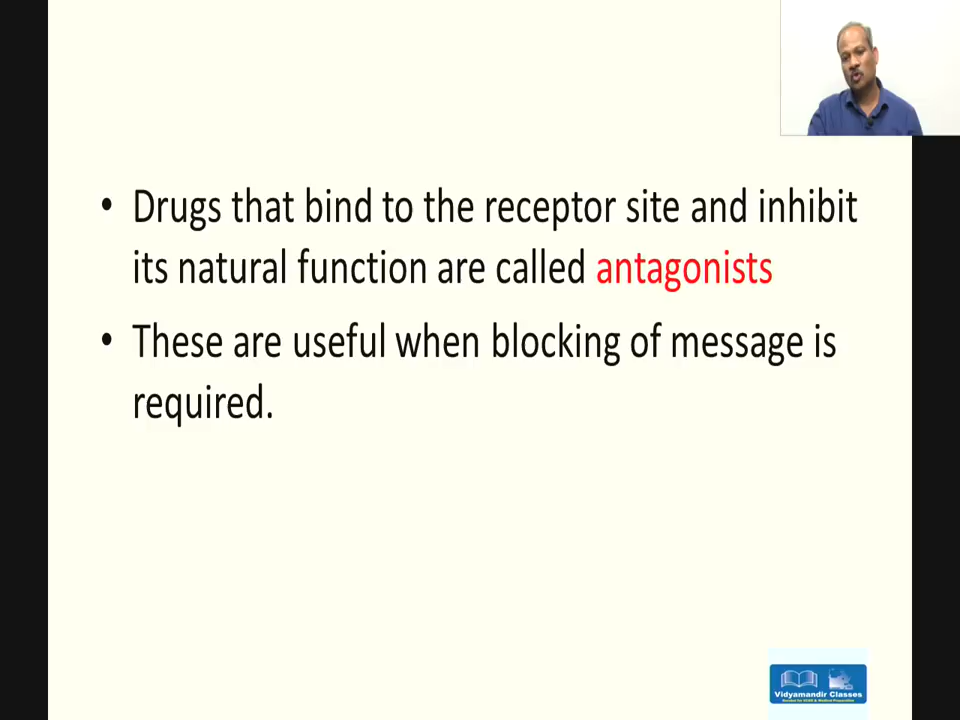 • Drugs that bind to the receptor site and inhibit
its natural function are called antagonists
• These are useful when blocking of message is
required.
Vidyamandir Classes